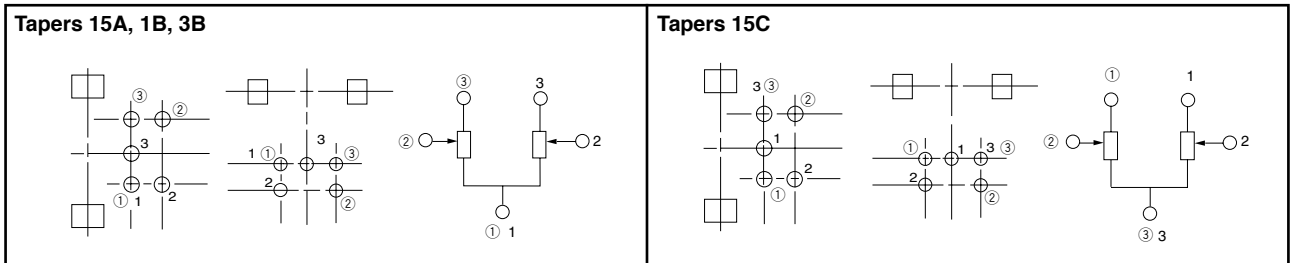 Tapers 15A, 1B, 3B
③ ②
3
① 1 2
3
1 ① ③
2 ②
③ 3
② 2
① 1
Tapers 15C
3 ③ ②
1
① 2
① 1 3 ③
2 ②
① 1
② 2
③ 3